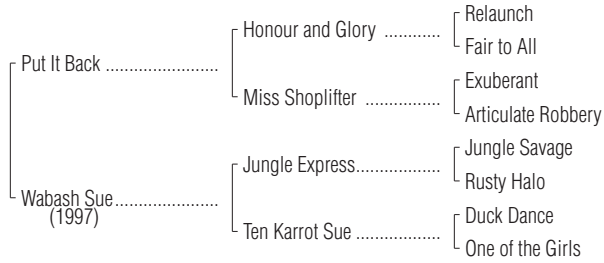 Relaunch
Honour and Glory ............
Fair to All
Put It Back .......................
Exuberant
Miss Shoplifter ................
Articulate Robbery
Jungle Savage
Jungle Express.................
Rusty Halo
Wabash Sue.....................
(1997)
Duck Dance
Ten Karrot Sue .................
One of the Girls